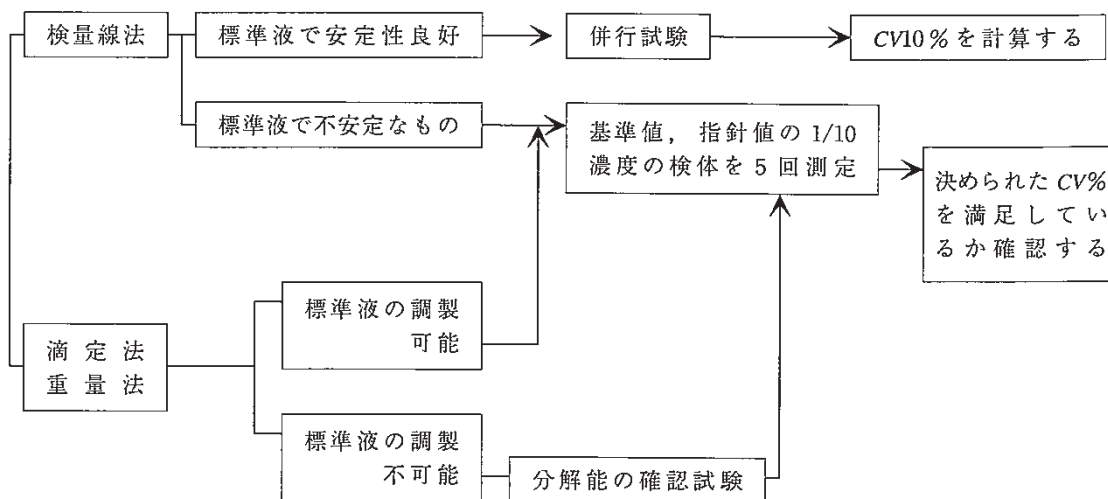 検量線法
標準液で安定性良好
併行試験
CV10%を計算する
標準液で不安定なもの
基準値，指針値の 1/10
濃度の検体を 5 回測定
決められた CV%
を満足してい
るか確認する
標準液の調製
可能
滴定法
重量法
標準液の調製
不可能
分解能の確認試験